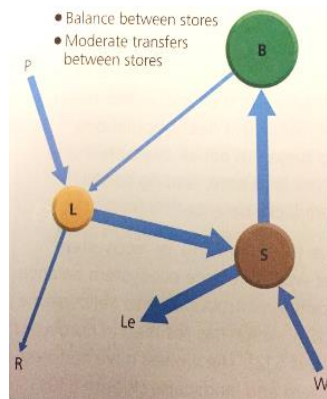 • Balance between stores
• Moderate transfers
between stores
B
P
L
S
Le
R
W